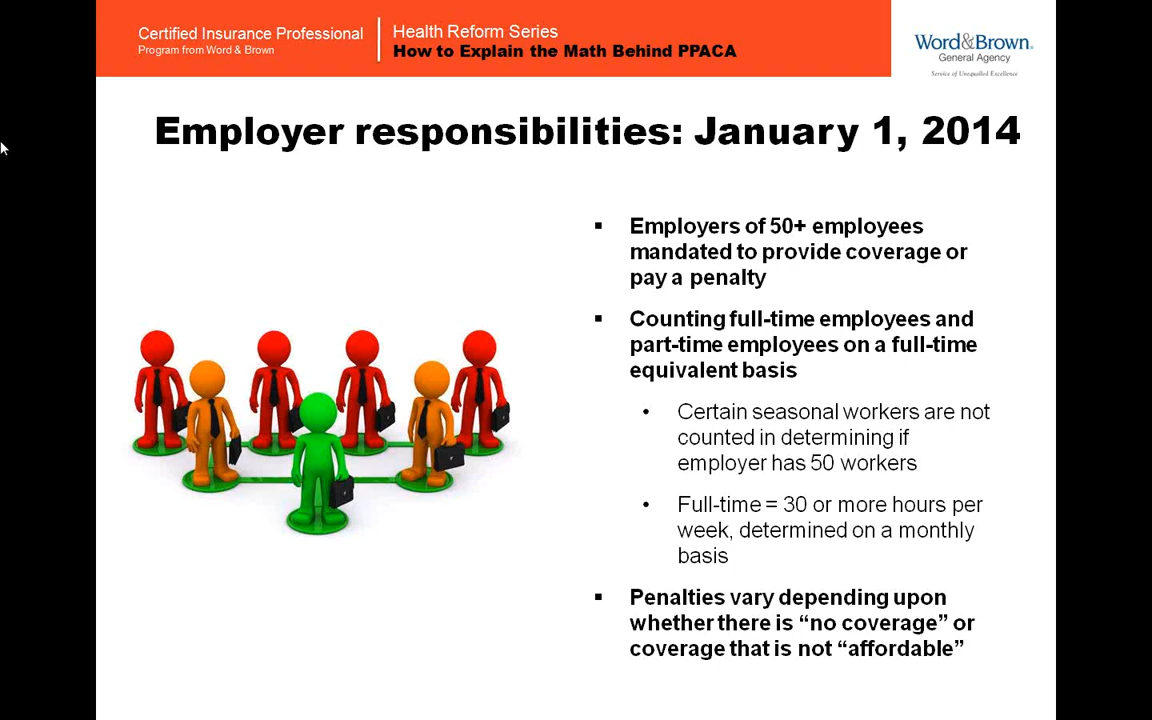 Certified Insurance Professional
Program from Word & Brown
Health Reform Series
How to Explain the Math Behind PPACA
Word&Brown®
General Agency
Service of Unequalled Excellence
Employer responsibilities: January 1, 2014
▪ Employers of 50+ employees
mandated to provide coverage or
pay a penalty
▪ Counting full-time employees and
part-time employees on a full-time
equivalent basis
• Certain seasonal workers are not
counted in determining if
employer has 50 workers
• Full-time = 30 or more hours per
week, determined on a monthly
basis
▪ Penalties vary depending upon
whether there is “no coverage” or
coverage that is not “affordable”